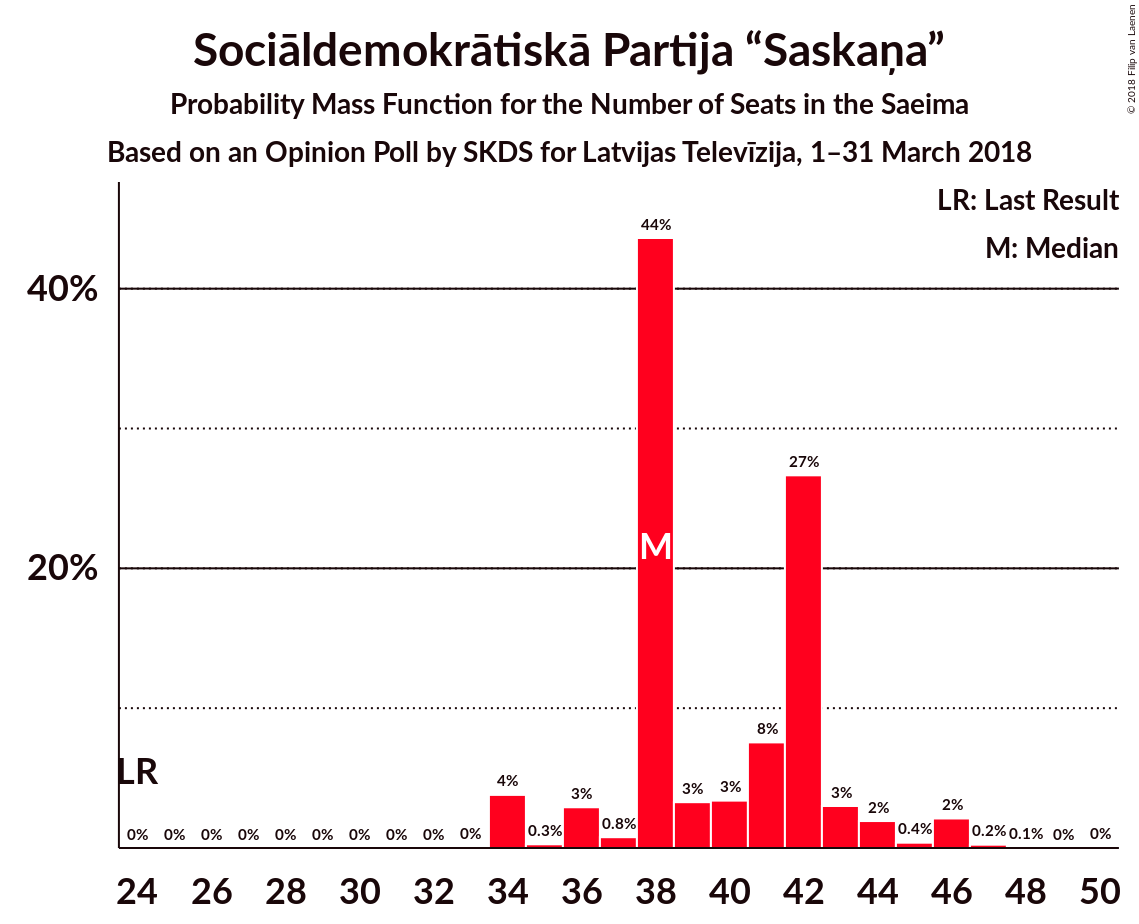 Sociāldemokrātiskā Partija “Saskaņa”
Probability Mass Function for the Number of Seats in the Saeima
Based on an Opinion Poll by SKDS for Latvijas Televīzija, 1–31 March 2018
© 2018 Filip van Laenen
LR: Last Result
M: Median
40%
20%
LR
M
0% 0% 0% 0% 0% 0% 0% 0% 0% 0% 4% 0.3% 3% 0.8% 44% 3% 3% 8% 27% 3% 2% 0.4% 2% 0.2% 0.1% 0% 0%
24 26 28 30 32 34 36 38 40 42 44 46 48 50